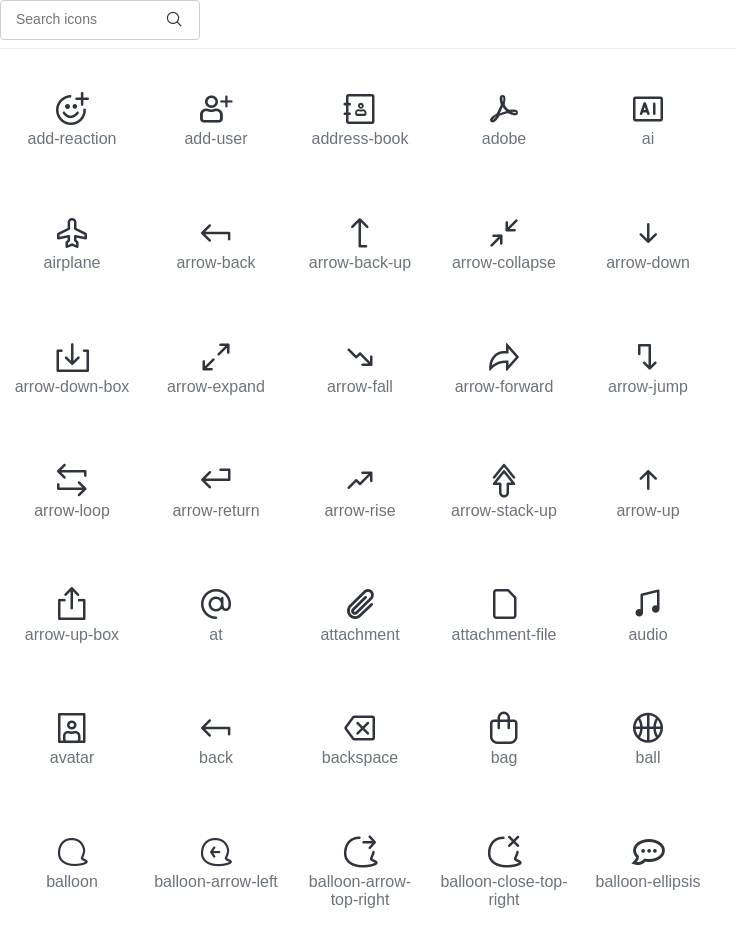 Search icons
add-reaction
add-user
address-book
adobe
AI
ai
airplane
arrow-back
arrow-back-up
arrow-collapse
arrow-down
arrow-down-box
arrow-expand
arrow-fall
arrow-forward
arrow-jump
arrow-loop
arrow-return
arrow-rise
arrow-stack-up
arrow-up
arrow-up-box
at
attachment
attachment-file
audio
avatar
back
backspace
bag
ball
balloon
balloon-arrow-left
balloon-arrow-
top-right
balloon-close-top-
right
balloon-ellipsis